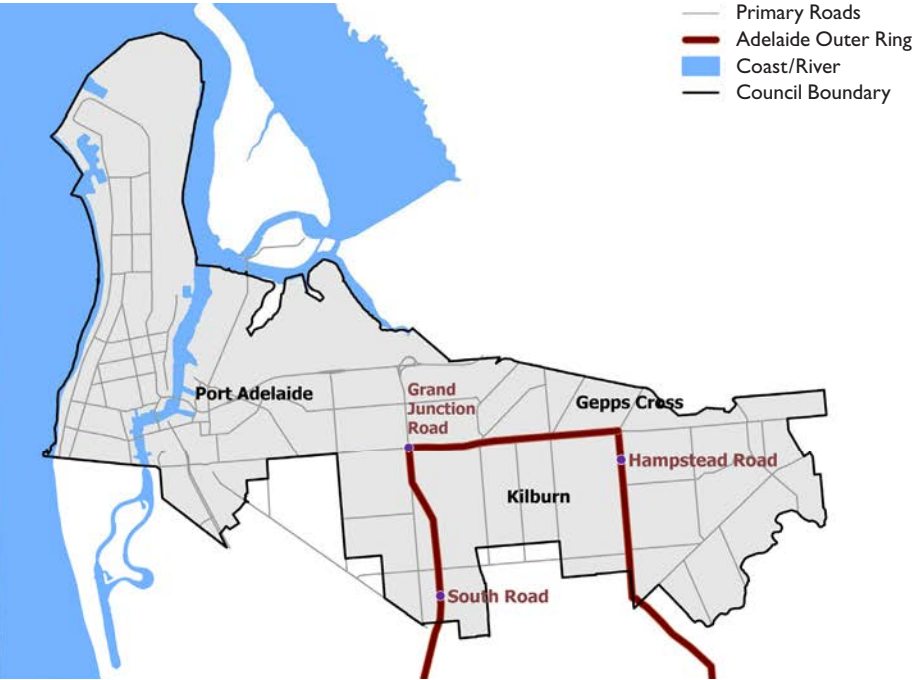 Primary Roads
Adelaide Outer Ring
Coast/River
Council Boundary
Port Adelaide
Grand
Junction
Road
Gepps Cross
Hampstead Road
Kilburn
South Road